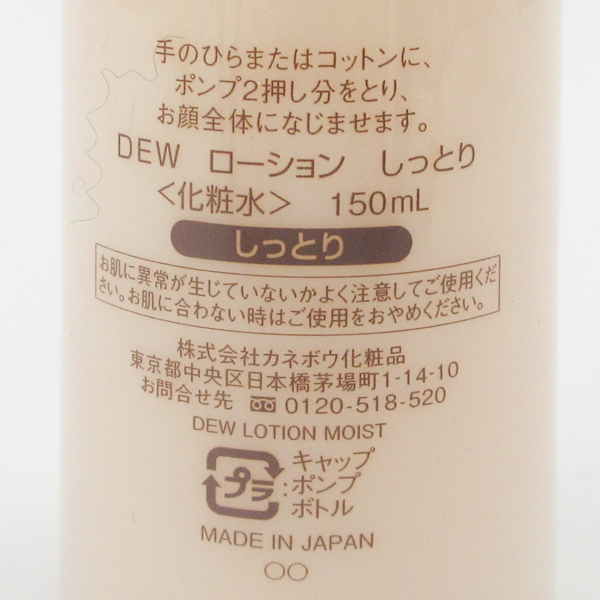 手のひらまたはコットンに、
ポンプ2押し分をとり、
お顔全体になじませます。
DEW ローション しっとり
<化粧水> 150mL
しっとり
お肌に異常が生じていないかよく注意してご使用くだ
さい。お肌に合わない時はご使用をおやめください。
株式会社カネボウ化粧品
東京都中央区日本橋茅場町1-14-10
お問合せ先 0120-518-520
DEW LOTION MOIST
プラ:キャップ
ポンプ
ボトル
MADE IN JAPAN
○○